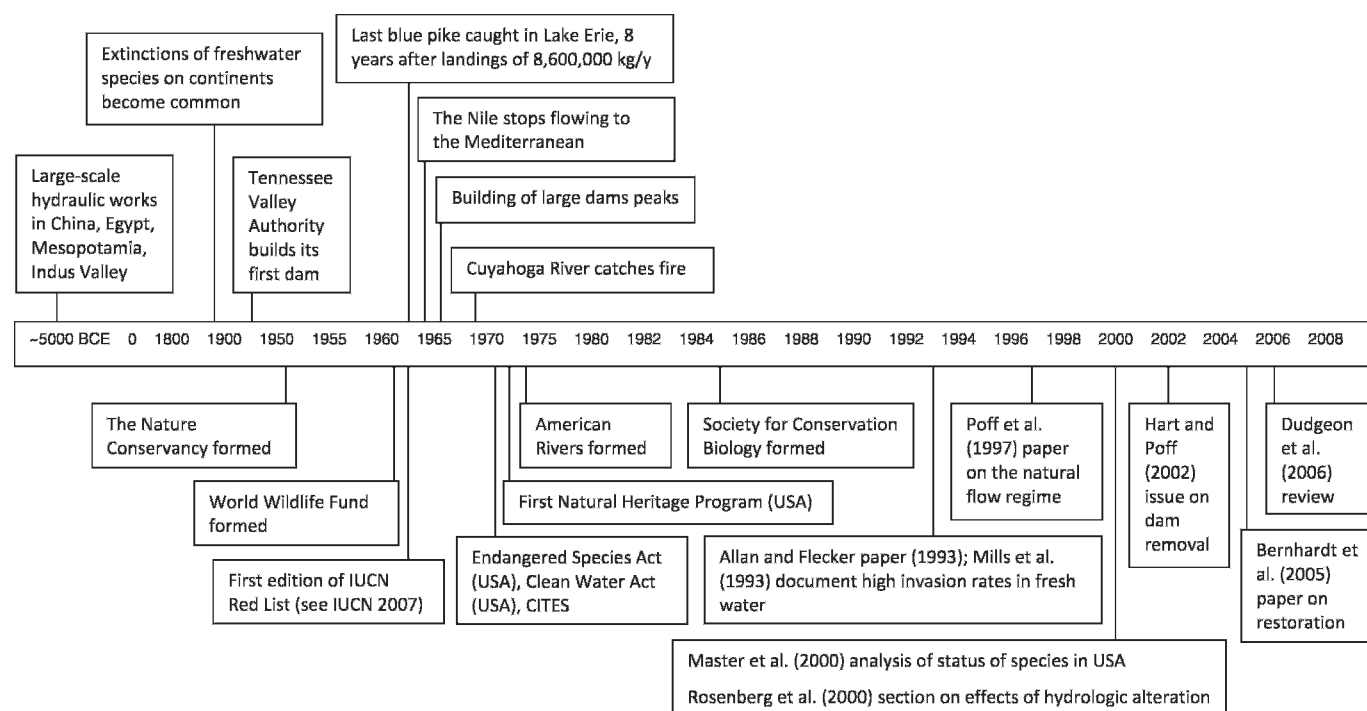 Last blue pike caught in Lake Erie, 8
years after landings of 8,600,000 kg/y
Extinctions of freshwater
species on continents
become common
The Nile stops flowing to
the Mediterranean
Large-scale
hydraulic works
in China, Egypt,
Mesopotamia,
Indus Valley
Tennessee
Valley
Authority
builds its
first dam
Building of large dams peaks
Cuyahoga River catches fire
~5000 BCE 0 1800 1900 1950 1955 1960 1965 1970 1975 1980 1982 1984 1986 1988 1990 1992 1994 1996 1998 2000 2002 2004 2006 2008
The Nature
Conservancy formed
American
Rivers formed
Society for Conservation
Biology formed
Poff et al.
(1997) paper
on the natural
flow regime
Hart and
Poff
(2002)
issue on
dam
removal
Dudgeon
et al.
(2006)
review
World Wildlife Fund
formed
First Natural Heritage Program (USA)
First edition of IUCN
Red List (see IUCN 2007)
Endangered Species Act
(USA), Clean Water Act
(USA), CITES
Allan and Flecker paper (1993); Mills et al.
(1993) document high invasion rates in fresh
water
Bernhardt et
al. (2005)
paper on
restoration
Master et al. (2000) analysis of status of species in USA
Rosenberg et al. (2000) section on effects of hydrologic alteration